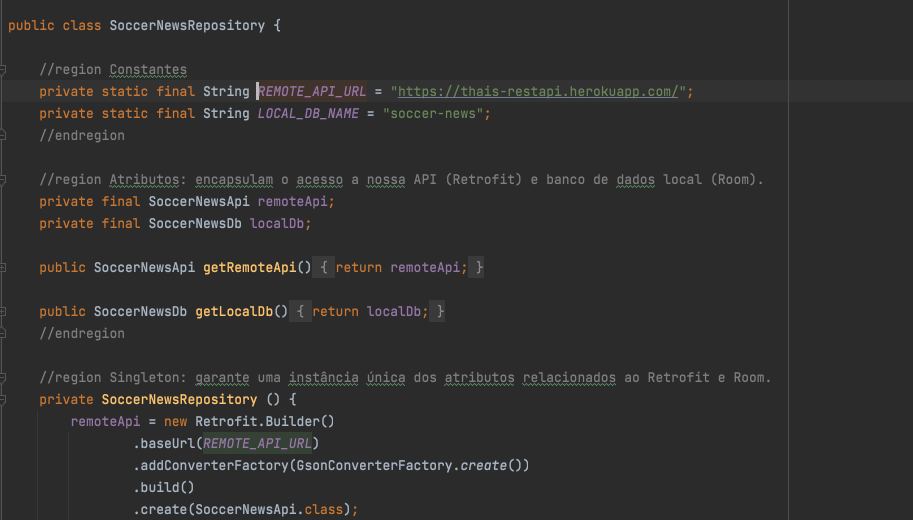 public class SoccerNewsRepository {
//region Constantes
private static final String REMOTE_API_URL = "https://thais-restapi.herokuapp.com/";
private static final String LOCAL_DB_NAME = "soccer-news";
//endregion
//region Atributos: encapsulam o acesso a nossa API (Retrofit) e banco de dados local (Room).
private final SoccerNewsApi remoteApi;
private final SoccerNewsDb localDb;
public SoccerNewsApi getRemoteApi() { return remoteApi; }
public SoccerNewsDb getLocalDb() { return localDb; }
//endregion
//region Singleton: garante uma instância única dos atributos relacionados ao Retrofit e Room.
private SoccerNewsRepository () {
remoteApi = new Retrofit.Builder()
.baseUrl(REMOTE_API_URL)
.addConverterFactory(GsonConverterFactory.create())
.build()
.create(SoccerNewsApi.class);